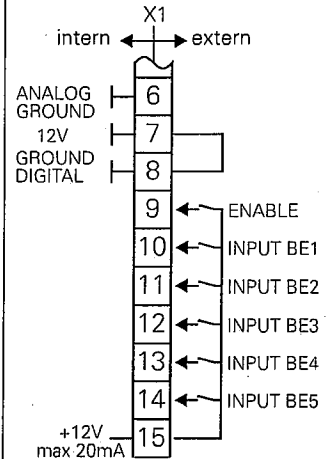 X1
intern extern
6
ANALOG
GROUND
12V
7
GROUND
DIGITAL
8
9 ENABLE
10 INPUT BE1
11 INPUT BE2
12 INPUT BE3
13 INPUT BE4
14 INPUT BE5
+12V
max 20mA
15